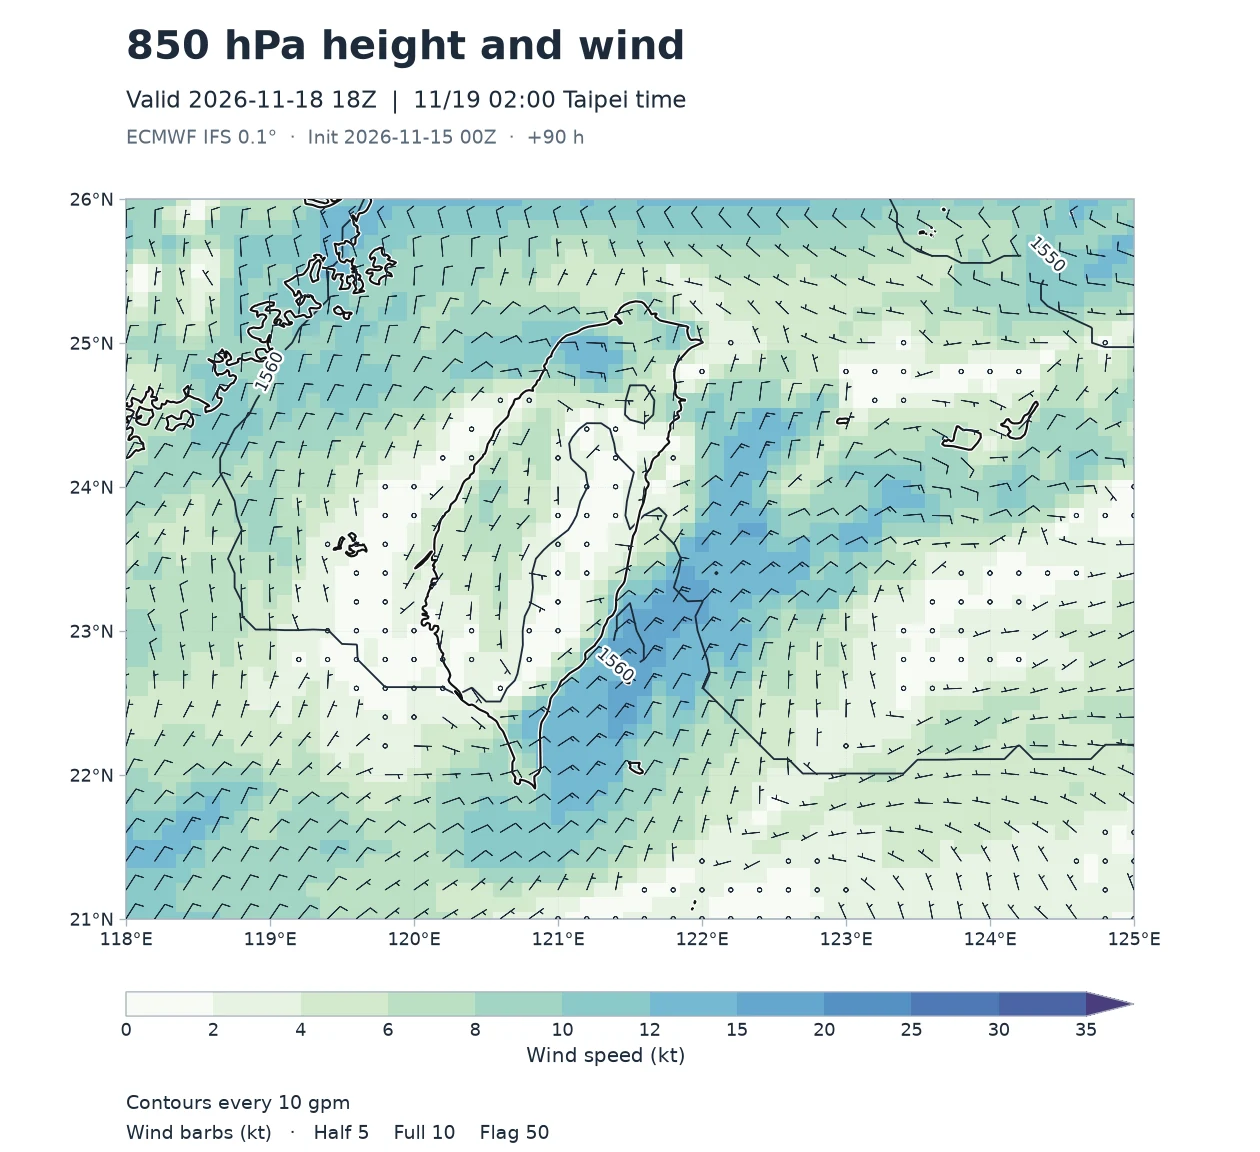 850 hPa height and wind
Valid 2026-11-18 18Z | 11/19 02:00 Taipei time
ECMWF IFS 0.1° · Init 2026-11-15 00Z · +90 h
26°N
25°N
24°N
23°N
22°N
21°N
1550
1560
1560
118°E 119°E 120°E 121°E 122°E 123°E 124°E 125°E
0 2 4 6 8 10 12 15 20 25 30 35
Wind speed (kt)
Contours every 10 gpm
Wind barbs (kt) · Half 5 Full 10 Flag 50